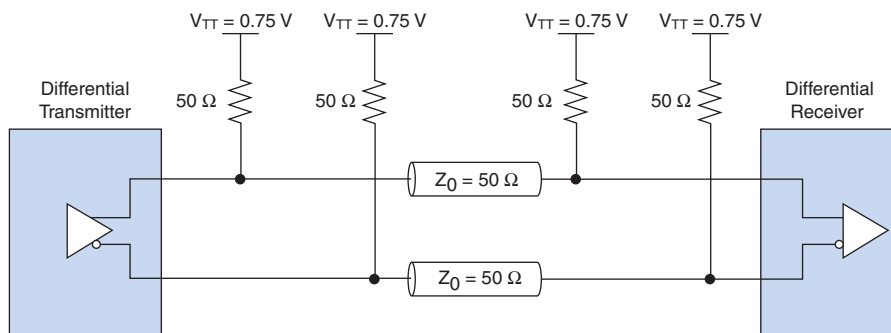 VTT = 0.75 V
VTT = 0.75 V
VTT = 0.75 V
VTT = 0.75 V
Differential
Transmitter
50 Ω
50 Ω
50 Ω
50 Ω
Differential
Receiver
Z0 = 50 Ω
Z0 = 50 Ω